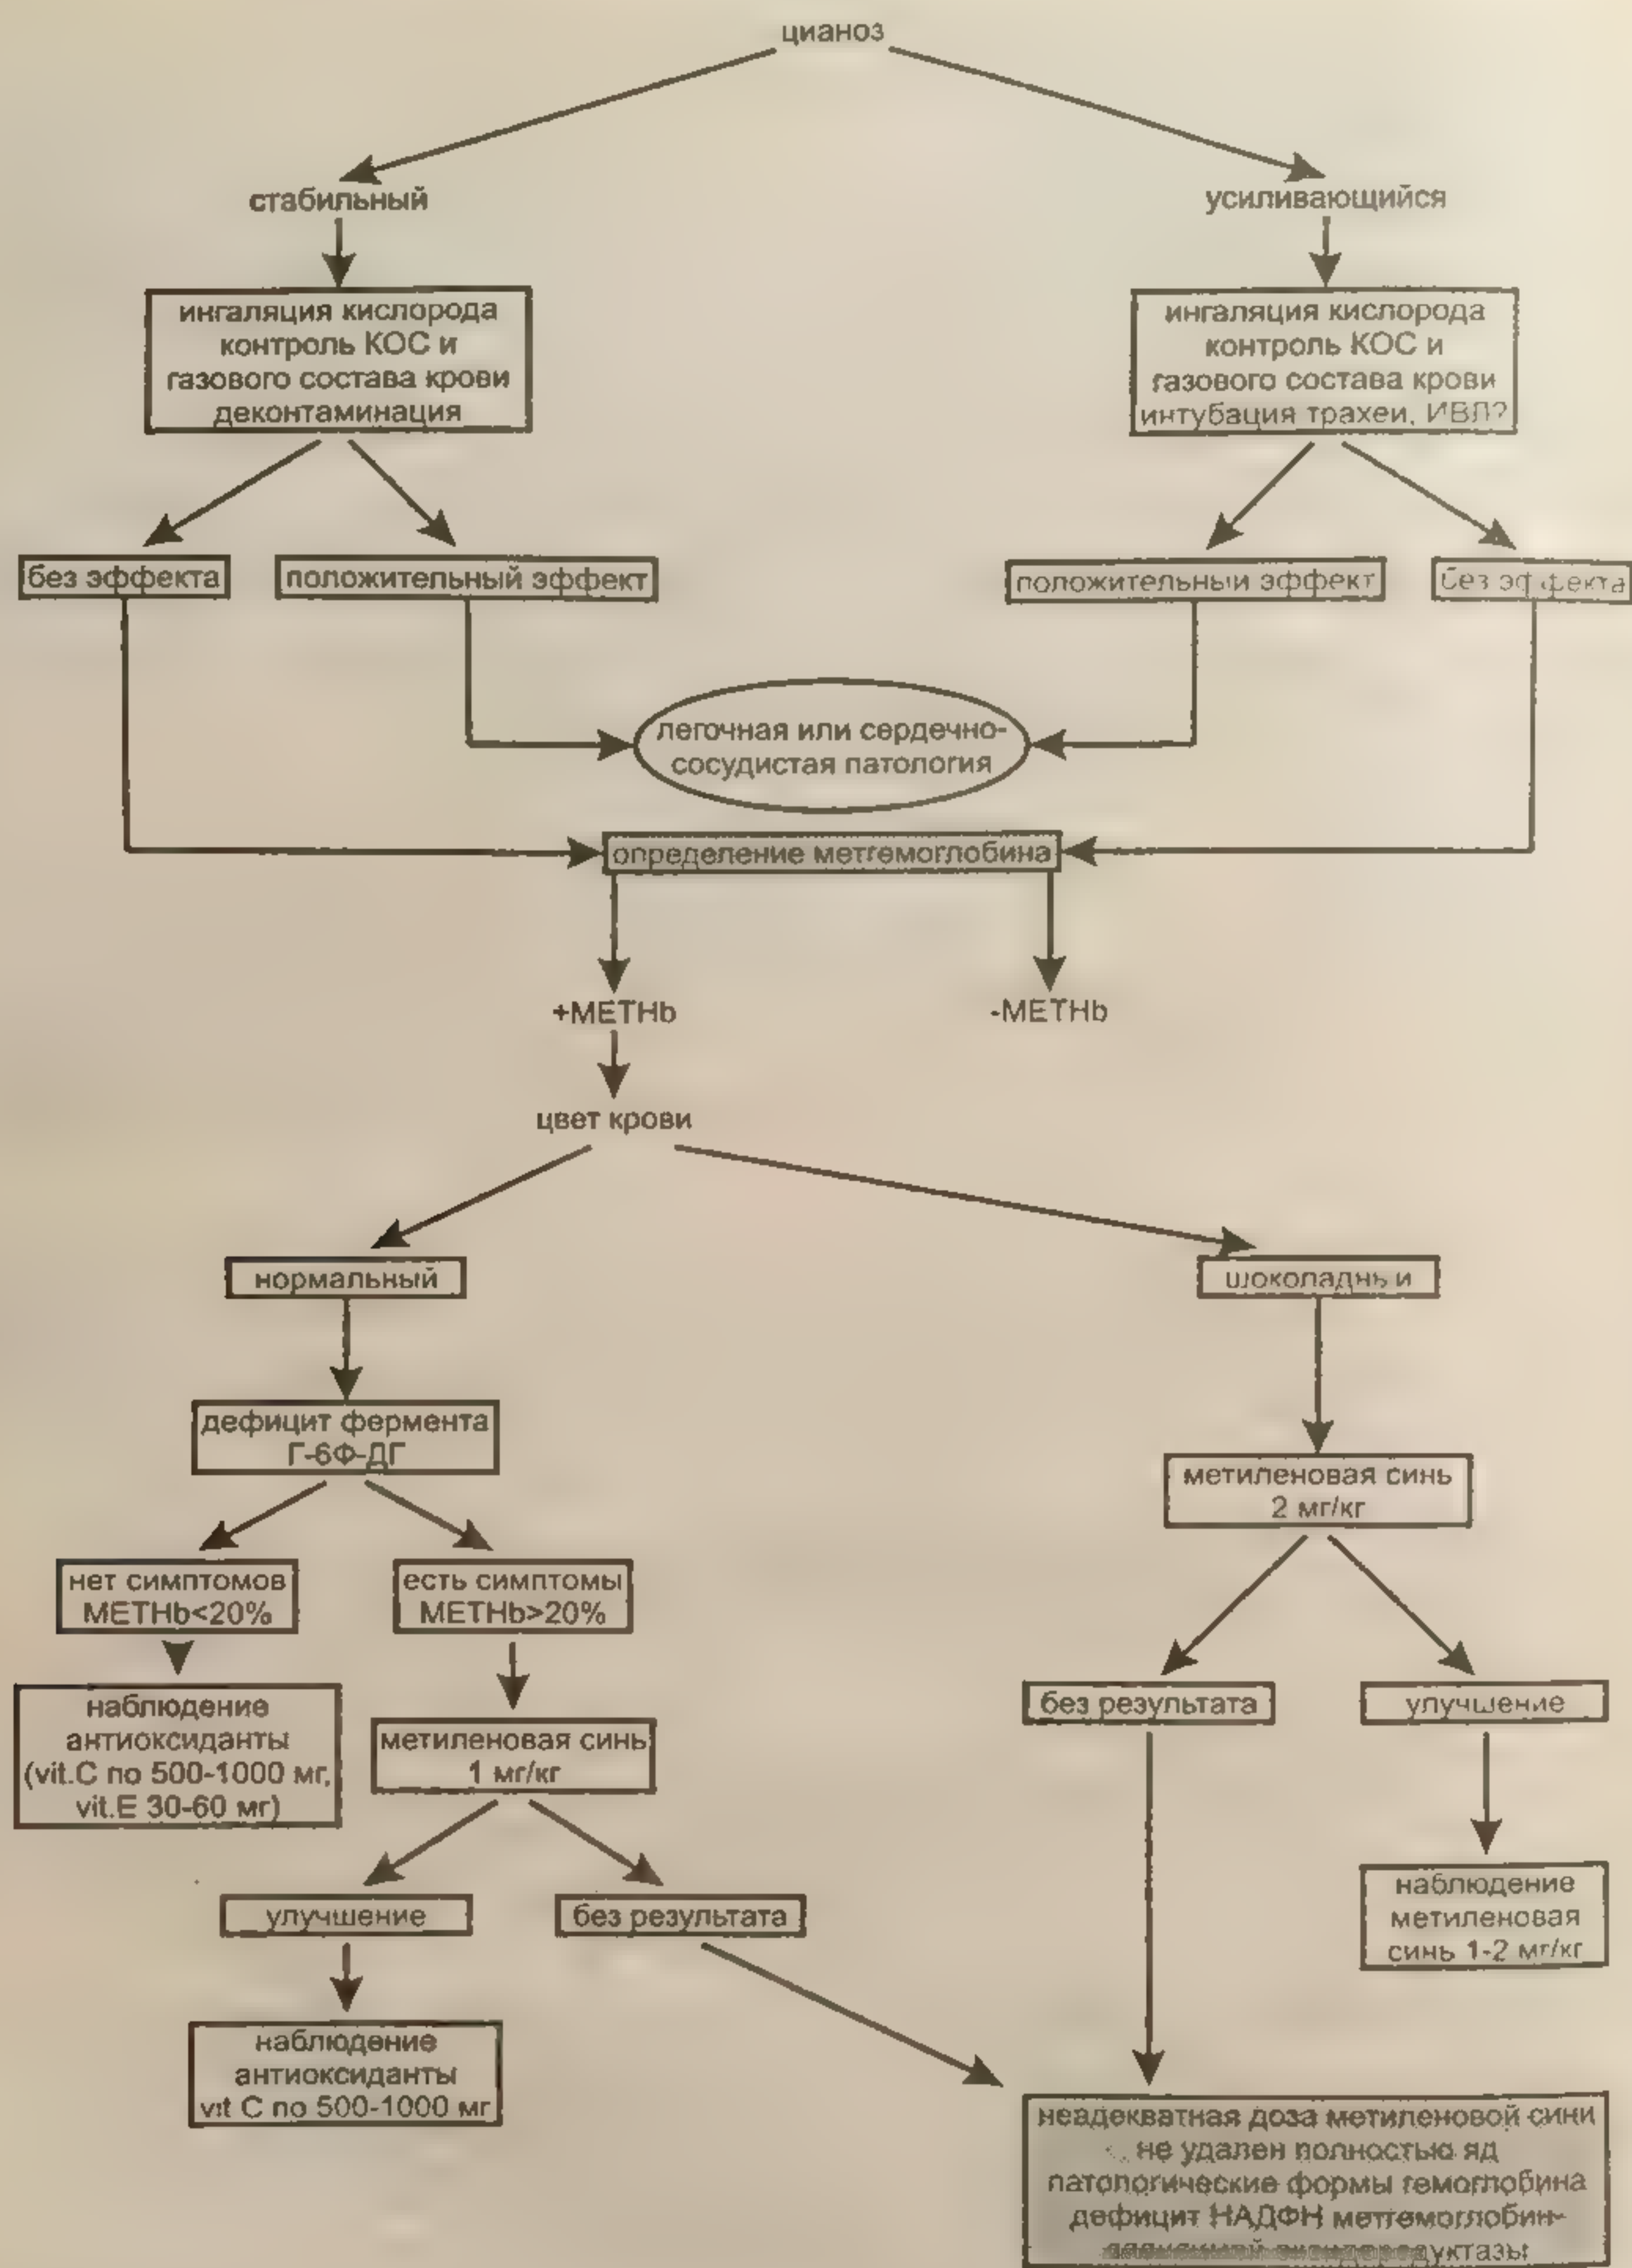 цианоз
стабильный
усиливающийся
ингаляция кислорода
контроль КОС и
газового состава крови
деконтаминация
ингаляция кислорода
контроль КОС и
газового состава крови
интубация трахеи, ИВЛ?
без эффекта
положительный эффект
положительный эффект
без эффекта
легочная или сердечно-
сосудистая патология
определение метгемоглобина
+METHb
-METHb
цвет крови
нормальный
шоколадный
дефицит фермента
Г-6Ф-ДГ
метиленовая синь
2 мг/кг
нет симптомов
METHb<20%
есть симптомы
METHb>20%
наблюдение
антиоксиданты
(vit.C по 500-1000 мг,
vit.E 30-60 мг)
метиленовая синь
1 мг/кг
без результата
улучшение
улучшение
без результата
наблюдение
метиленовая
синь 1-2 мг/кг
наблюдение
антиоксиданты
vit C по 500-1000 мг
неадекватная доза метиленовой сини
не удален полностью яд
патологические формы гемоглобина
дефицит НАДФН метгемоглобин-